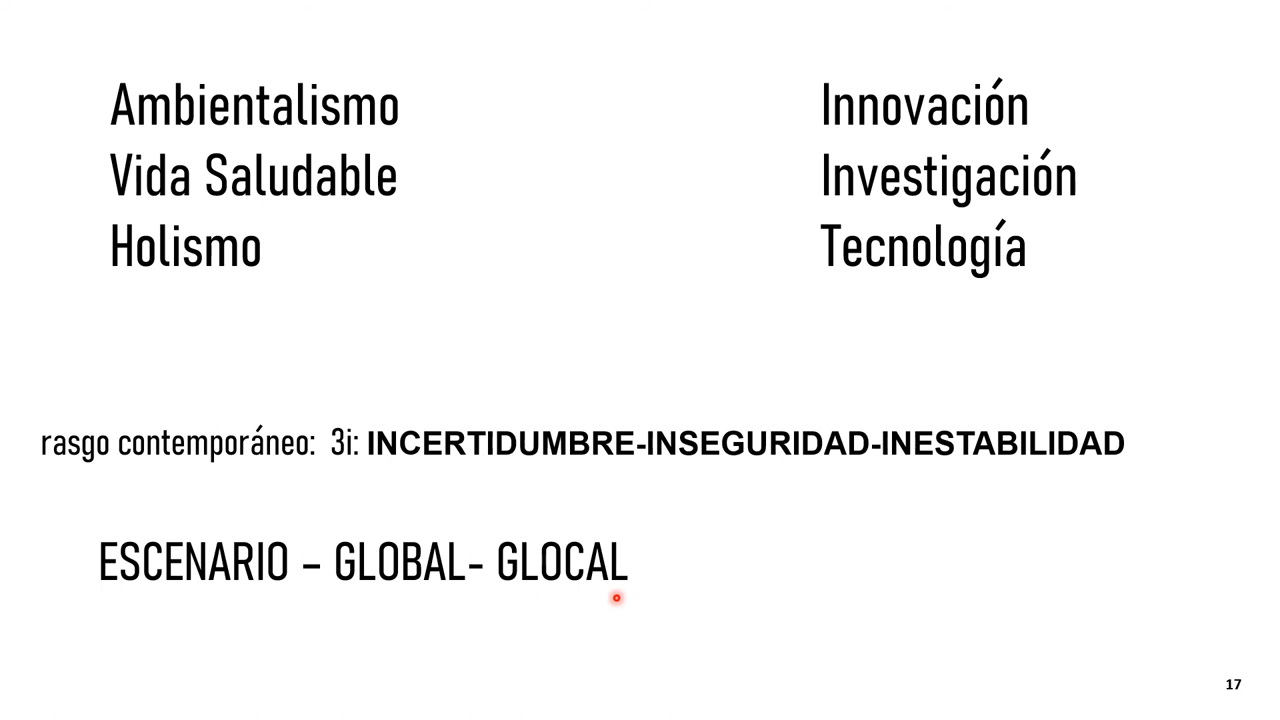 Ambientalismo
Vida Saludable
Holismo
Innovación
Investigación
Tecnología
rasgo contemporáneo: 3i: INCERTIDUMBRE-INSEGURIDAD-INESTABILIDAD
ESCENARIO – GLOBAL- GLOCAL
17